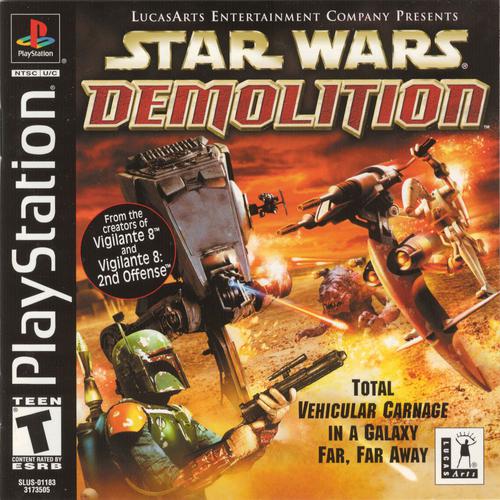 LucasArts Entertainment Company Presents
STAR WARS®
DEMOLITION™
PlayStation
NTSC U/C
PlayStation®
From the
creators of
Vigilante 8™
and
Vigilante 8:
2nd Offense™
Total
Vehicular Carnage
in a Galaxy
Far, Far Away
TEEN
T
CONTENT RATED BY
ESRB
SLUS-01183
3173505
LUCAS
Arts